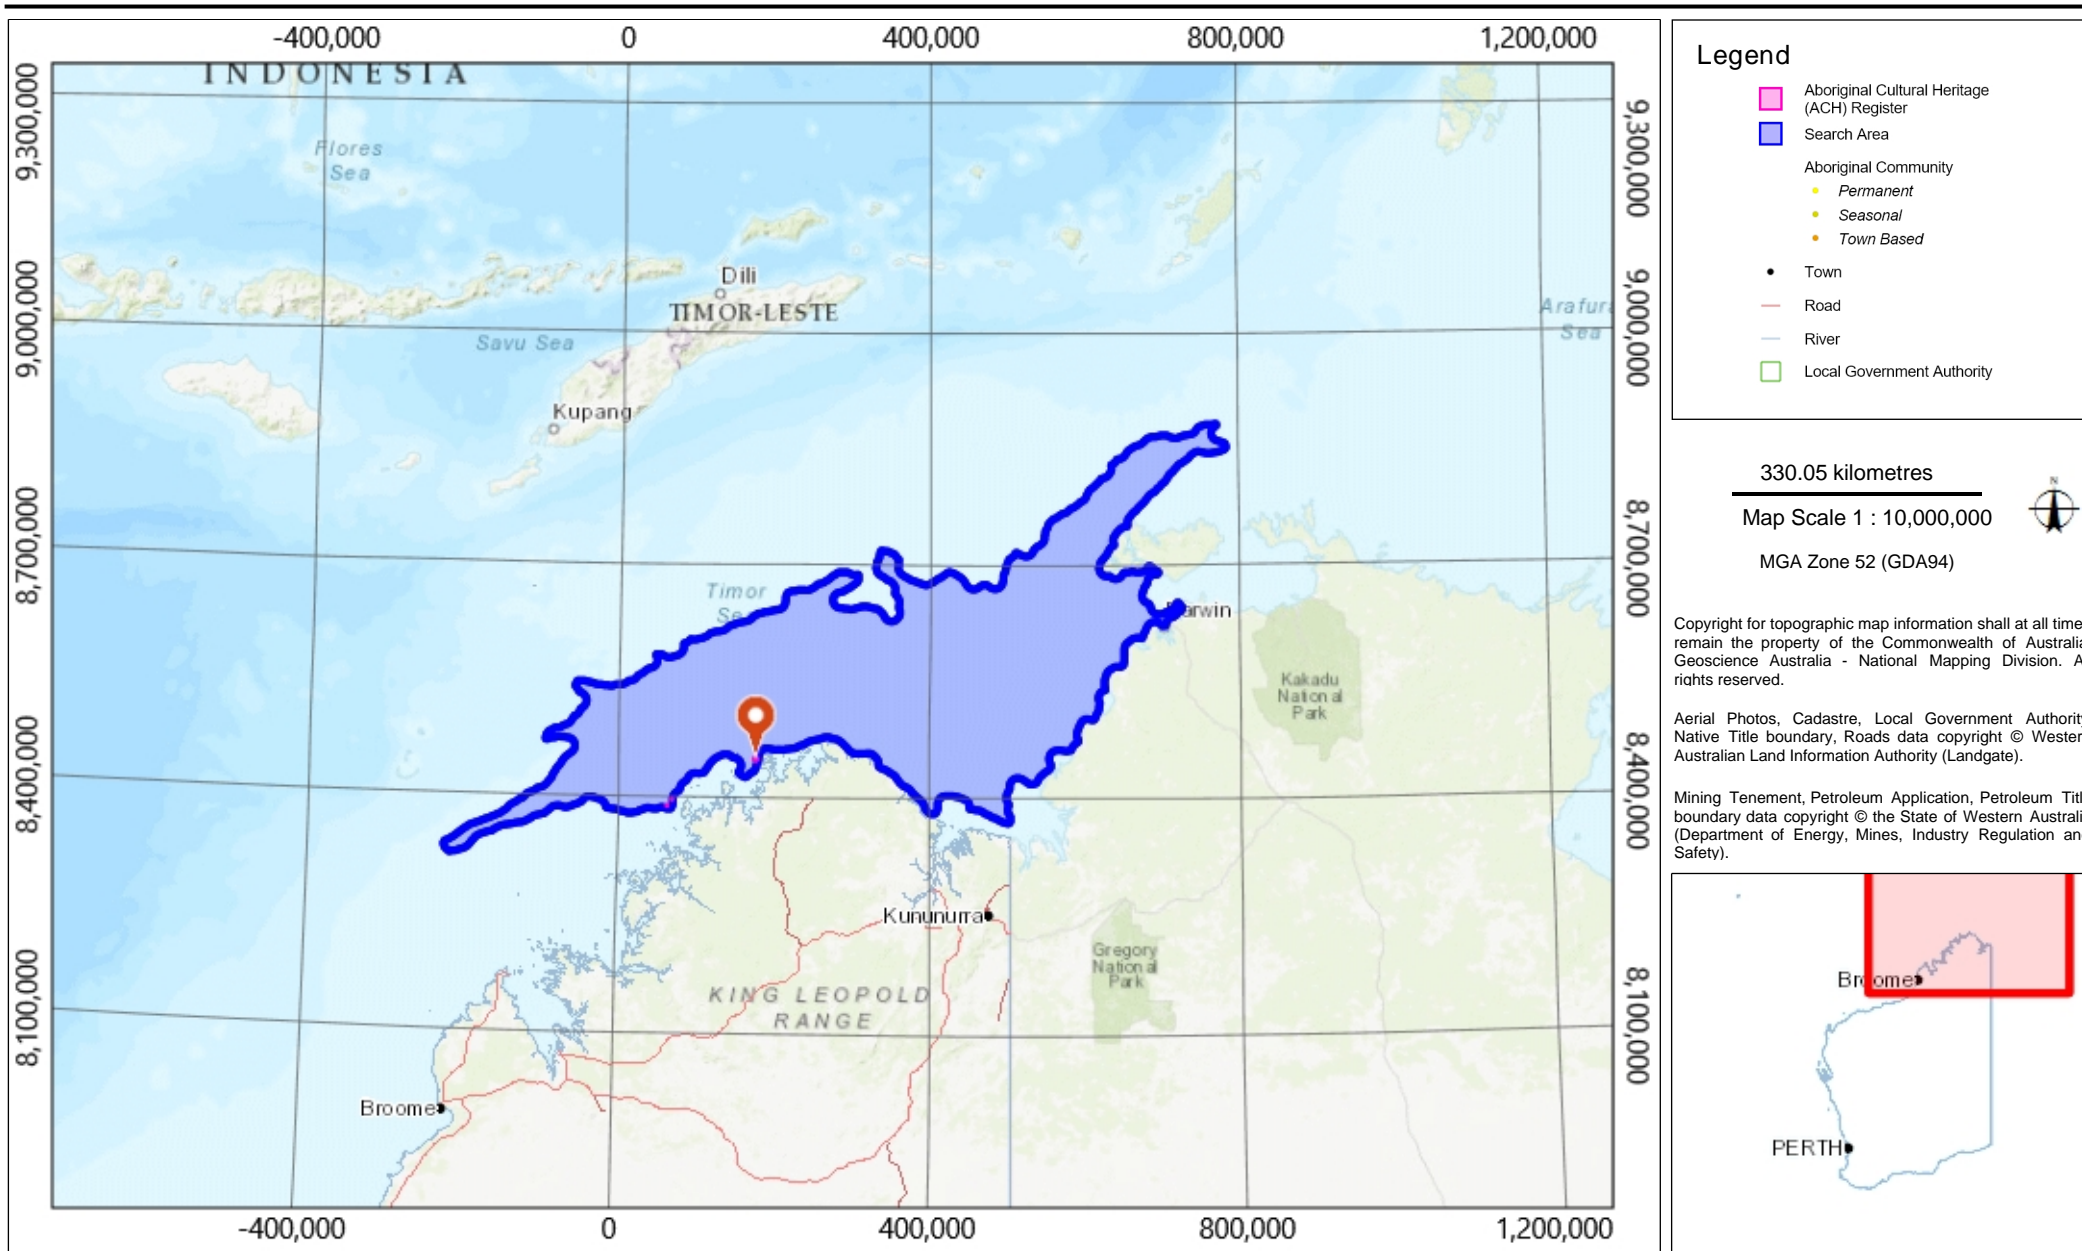 -400,000 0 400,000 800,000 1,200,000
INDONESIA
9,300,000
9,300,000
Flores
Sea
Dili
TIMOR-LESTE
9,000,000
9,000,000
Savu Sea
Arafura
Sea
Kupang
8,700,000
8,700,000
Timor
Sea
Darwin
Kakadu
National
Park
8,400,000
8,400,000
Kununurra
Gregory
National
Park
KING LEOPOLD
RANGE
8,100,000
8,100,000
Broome
-400,000 0 400,000 800,000 1,200,000
Legend
Aboriginal Cultural Heritage
(ACH) Register
Search Area
Aboriginal Community
Permanent
Seasonal
Town Based
Town
Road
River
Local Government Authority
330.05 kilometres
Map Scale 1 : 10,000,000
MGA Zone 52 (GDA94)
N
Copyright for topographic map information shall at all time
remain the property of the Commonwealth of Australia
Geoscience Australia - National Mapping Division. A
rights reserved.
Aerial Photos, Cadastre, Local Government Authority
Native Title boundary, Roads data copyright © Western
Australian Land Information Authority (Landgate).
Mining Tenement, Petroleum Application, Petroleum Titl
boundary data copyright © the State of Western Australi
(Department of Energy, Mines, Industry Regulation an
Safety).
Broome
PERTH